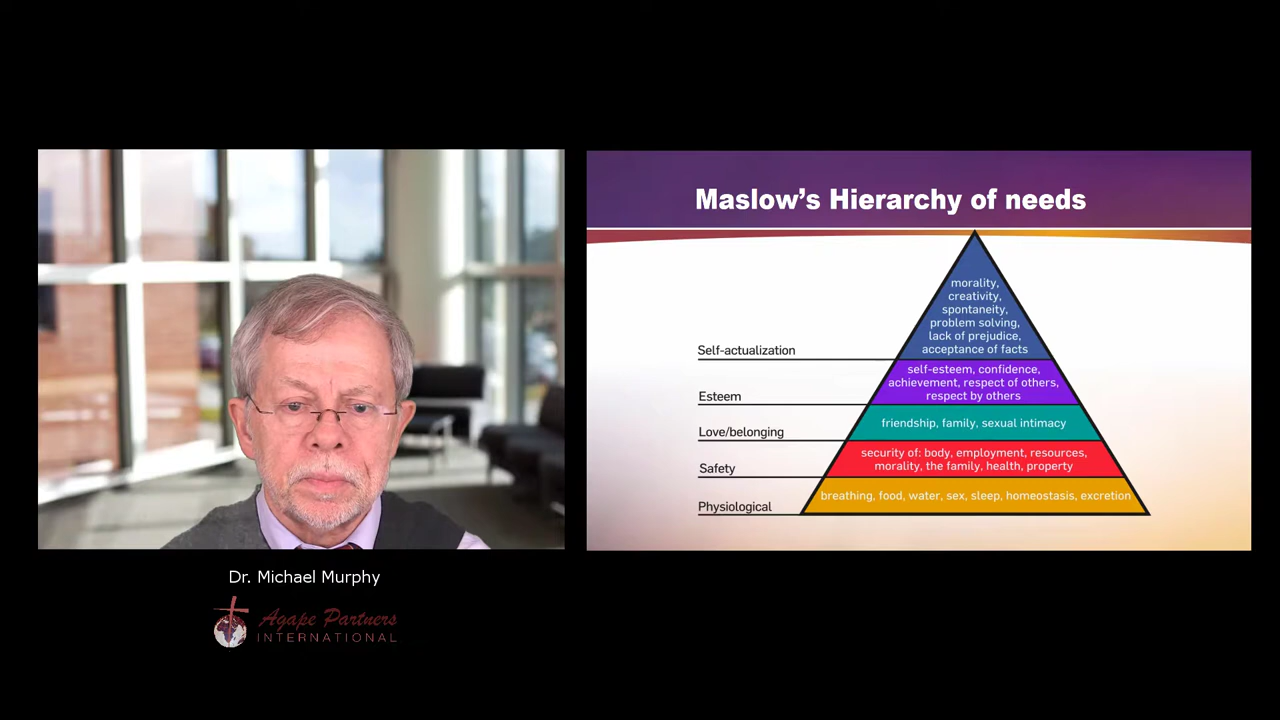 Maslow's Hierarchy of needs
morality,
creativity,
spontaneity,
problem solving,
lack of prejudice,
acceptance of facts
Self-actualization
self-esteem, confidence,
achievement, respect of others,
respect by others
Esteem
friendship, family, sexual intimacy
Love/belonging
security of: body, employment, resources,
morality, the family, health, property
Safety
breathing, food, water, sex, sleep, homeostasis, excretion
Physiological
Dr. Michael Murphy
Agape Partners
INTERNATIONAL